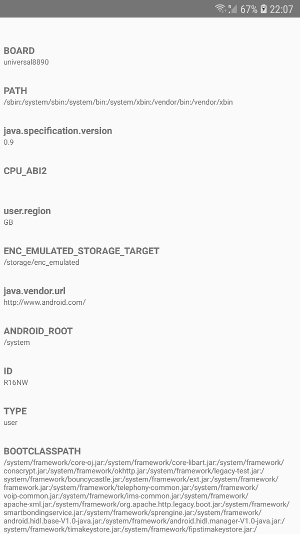 67% 22:07
BOARD
universal8890
PATH
/sbin:/system/sbin:/system/bin:/system/xbin:/vendor/bin:/vendor/xbin
java.specification.version
0.9
CPU_ABI2
user.region
GB
ENC_EMULATED_STORAGE_TARGET
/storage/enc_emulated
java.vendor.url
http://www.android.com/
ANDROID_ROOT
/system
ID
R16NW
TYPE
user
BOOTCLASSPATH
/system/framework/core-oj.jar:/system/framework/core-libart.jar:/system/framework/
conscrypt.jar:/system/framework/okhttp.jar:/system/framework/legacy-test.jar:/
system/framework/bouncycastle.jar:/system/framework/ext.jar:/system/framework/
framework.jar:/system/framework/telephony-common.jar:/system/framework/
voip-common.jar:/system/framework/ims-common.jar:/system/framework/
apache-xml.jar:/system/framework/org.apache.http.legacy.boot.jar:/system/framework/
smartbondingservice.jar:/system/framework/sprengine.jar:/system/framework/
android.hidl.base-V1.0-java.jar:/system/framework/android.hidl.manager-V1.0-java.jar:/
system/framework/timakeystore.jar:/system/framework/fipstimakeystore.jar:/